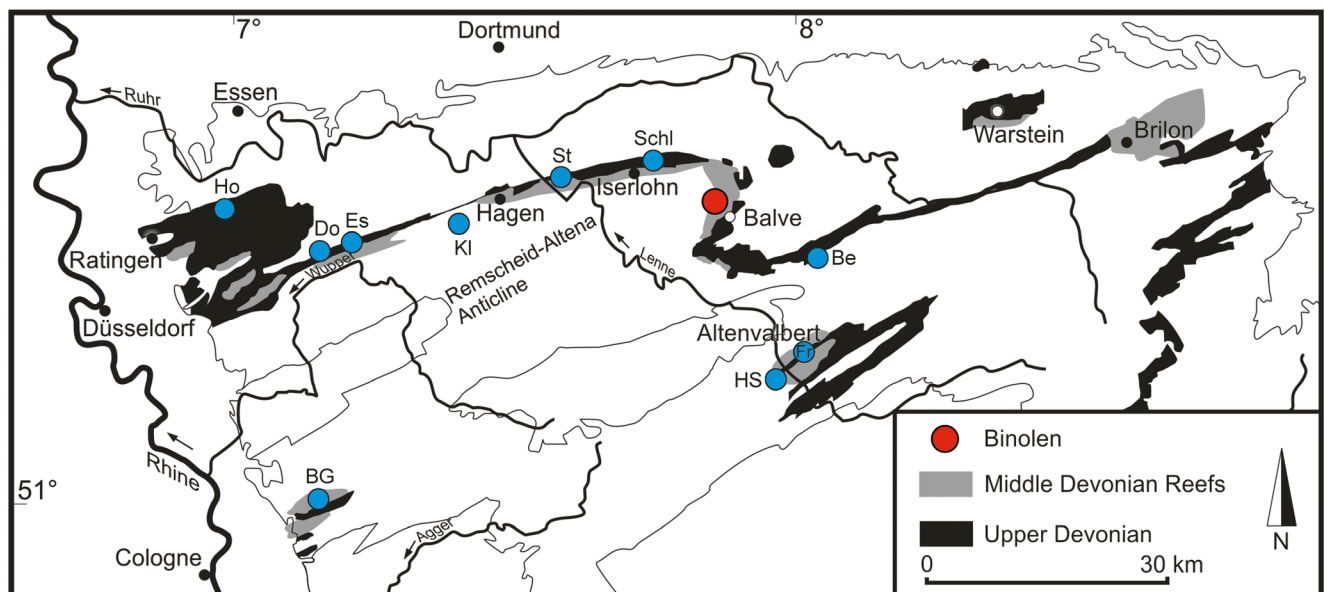 7°
8°
Dortmund
Essen
Ruhr
Warstein
Brilon
Schl
St
Iserlohn
Ho
Hagen
Balve
Do
Es
Kl
Ratingen
Wuppel
Remscheid-Altena
Anticline
Lenne
Be
Düsseldorf
Altenvalbert
Fr
HS
Rhine
BG
51°
Agger
Cologne
Binolen
Middle Devonian Reefs
Upper Devonian
N
0
30 km